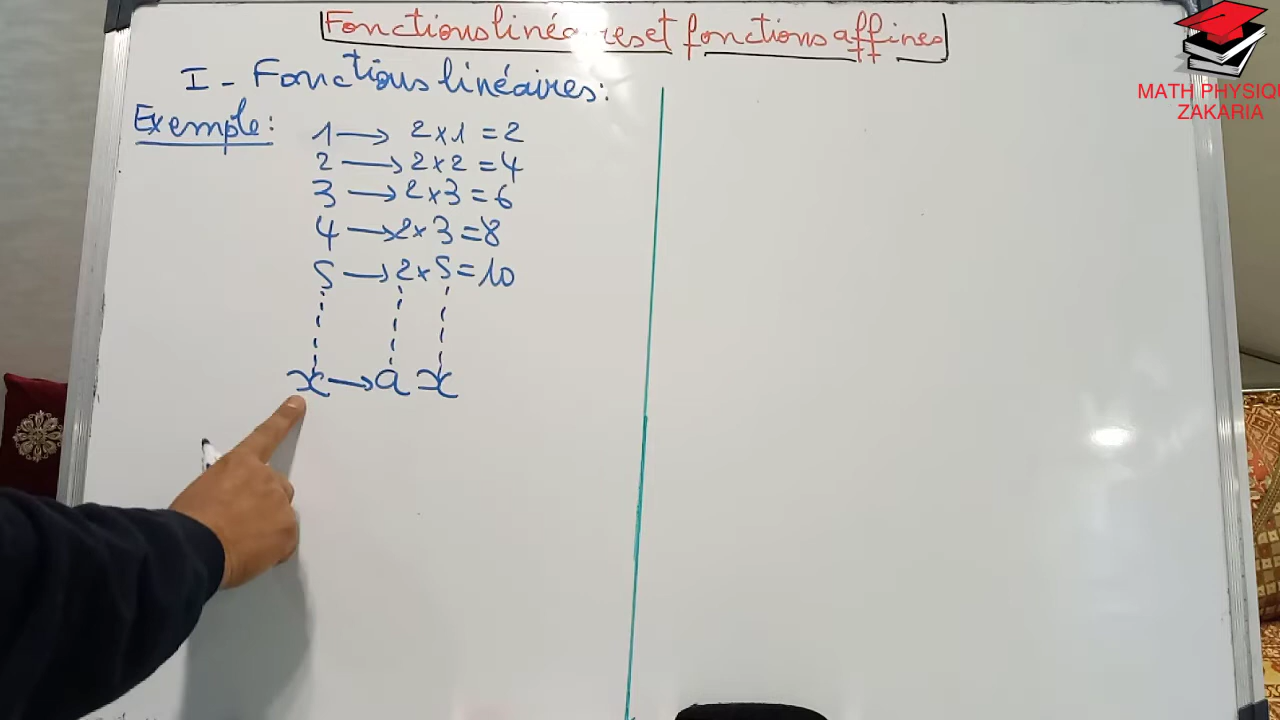 Fonctions linéaires et fonctions affines
I - Fonctions linéaires:
Exemple:
1 → 2 × 1 = 2
2 → 2 × 2 = 4
3 → 2 × 3 = 6
4 → 2 × 3 = 8
5 → 2 × 5 = 10
x → a x
MATH PHYSIQU
ZAKARIA